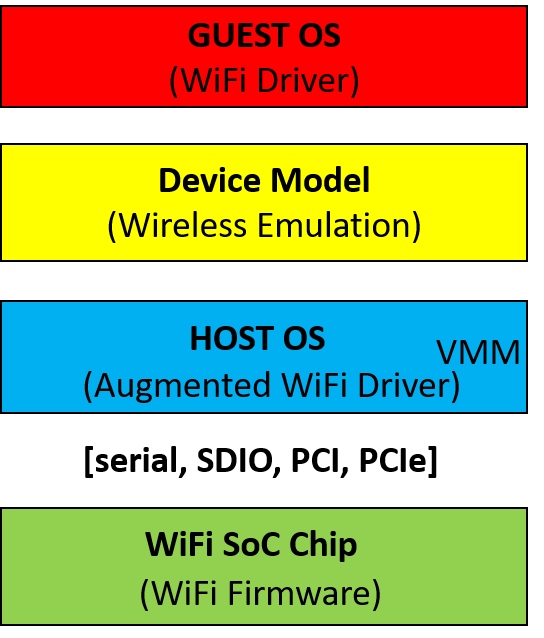 GUEST OS
(WiFi Driver)
Device Model
(Wireless Emulation)
HOST OS
VMM
(Augmented WiFi Driver)
[serial, SDIO, PCI, PCIe]
WiFi SoC Chip
(WiFi Firmware)